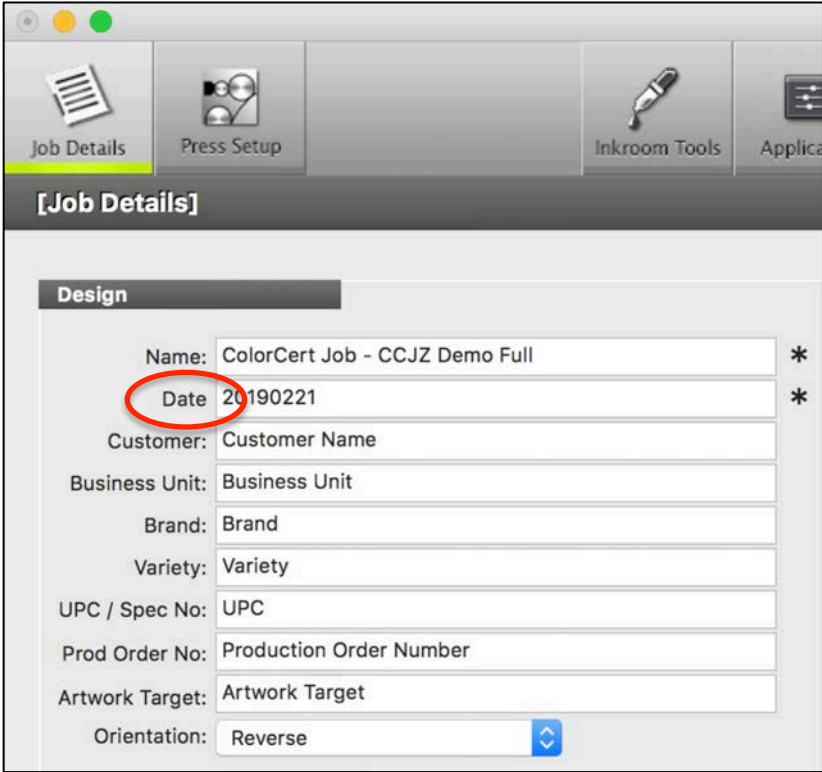 Job Details
Press Setup
Inkroom Tools
Applica
[Job Details]
Design
Name: ColorCert Job - CCJZ Demo Full *
Date 20190221 *
Customer: Customer Name
Business Unit: Business Unit
Brand: Brand
Variety: Variety
UPC / Spec No: UPC
Prod Order No: Production Order Number
Artwork Target: Artwork Target
Orientation: Reverse